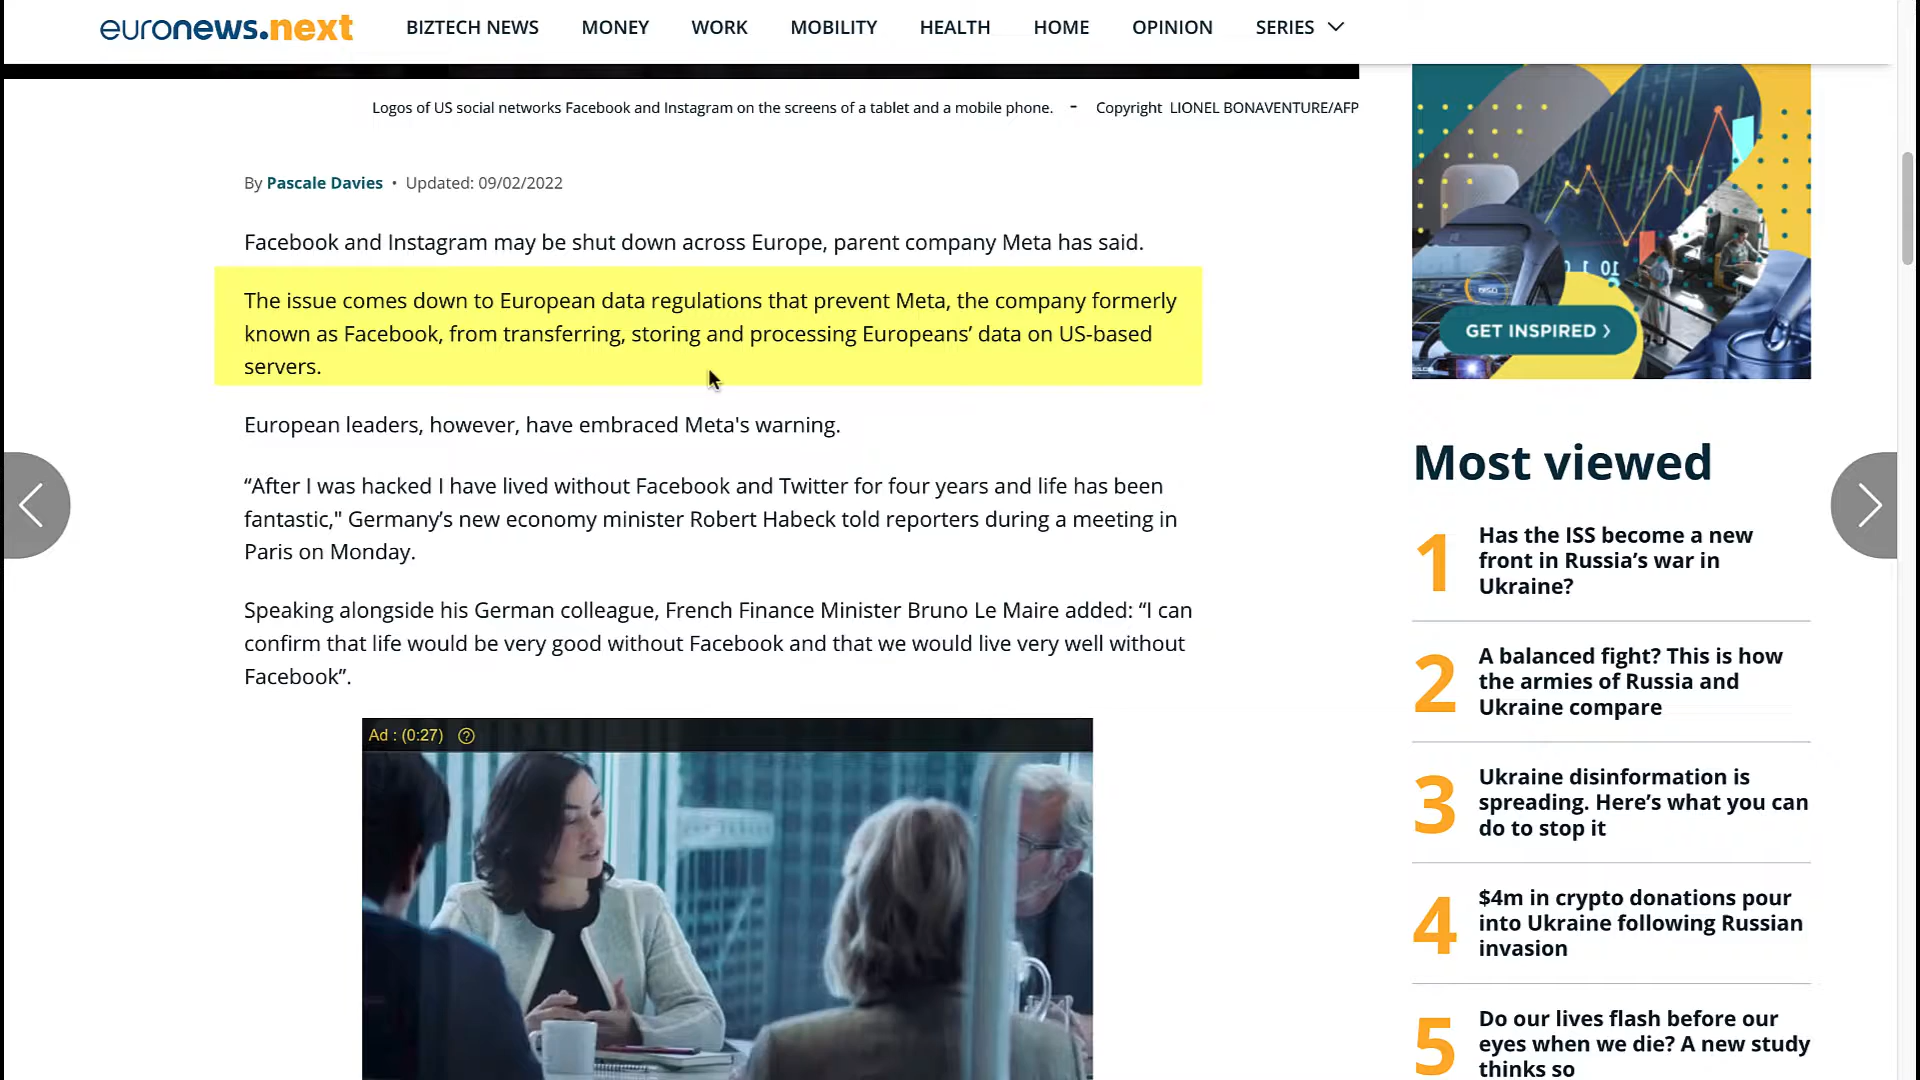 euronews.next
BIZTECH NEWS MONEY WORK MOBILITY HEALTH HOME OPINION SERIES
Logos of US social networks Facebook and Instagram on the screens of a tablet and a mobile phone. - Copyright LIONEL BONAVENTURE/AFP
By Pascale Davies • Updated: 09/02/2022
Facebook and Instagram may be shut down across Europe, parent company Meta has said.
The issue comes down to European data regulations that prevent Meta, the company formerly
known as Facebook, from transferring, storing and processing Europeans’ data on US-based
servers.
European leaders, however, have embraced Meta's warning.
“After I was hacked I have lived without Facebook and Twitter for four years and life has been
fantastic," Germany’s new economy minister Robert Habeck told reporters during a meeting in
Paris on Monday.
Speaking alongside his German colleague, French Finance Minister Bruno Le Maire added: “I can
confirm that life would be very good without Facebook and that we would live very well without
Facebook”.
Ad : (0:27) ?
GET INSPIRED >
Most viewed
1 Has the ISS become a new
front in Russia’s war in
Ukraine?
2 A balanced fight? This is how
the armies of Russia and
Ukraine compare
3 Ukraine disinformation is
spreading. Here’s what you can
do to stop it
4 $4m in crypto donations pour
into Ukraine following Russian
invasion
5 Do our lives flash before our
eyes when we die? A new study
thinks so